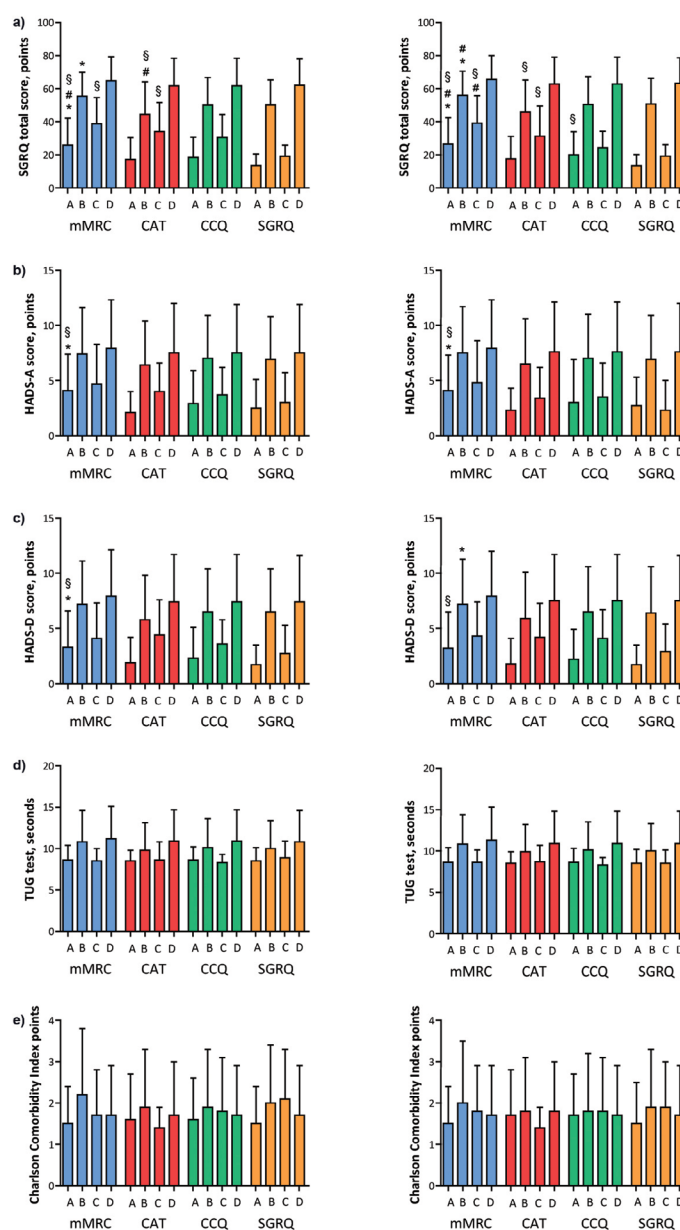 a)
SGRQ total score, points
100
80
60
40
20
0
§
#
*
*
§
§
#
§
A B C D A B C D A B C D A B C D
mMRC CAT CCQ SGRQ
SGRQ total score, points
100
80
60
40
20
0
§
#
*
#
*
§
#
§
§
§
A B C D A B C D A B C D A B C D
mMRC CAT CCQ SGRQ
b)
HADS-A score, points
15
10
5
0
§
*
A B C D A B C D A B C D A B C D
mMRC CAT CCQ SGRQ
HADS-A score, points
15
10
5
0
§
*
A B C D A B C D A B C D A B C D
mMRC CAT CCQ SGRQ
c)
HADS-D score, points
15
10
5
0
§
*
A B C D A B C D A B C D A B C D
mMRC CAT CCQ SGRQ
HADS-D score, points
15
10
5
0
§
*
A B C D A B C D A B C D A B C D
mMRC CAT CCQ SGRQ
d)
TUG test, seconds
20
15
10
5
0
A B C D A B C D A B C D A B C D
mMRC CAT CCQ SGRQ
TUG test, seconds
20
15
10
5
0
A B C D A B C D A B C D A B C D
mMRC CAT CCQ SGRQ
e)
Charlson Comorbidity Index points
4
3
2
1
0
A B C D A B C D A B C D A B C D
mMRC CAT CCQ SGRQ
Charlson Comorbidity Index points
4
3
2
1
0
A B C D A B C D A B C D A B C D
mMRC CAT CCQ SGRQ